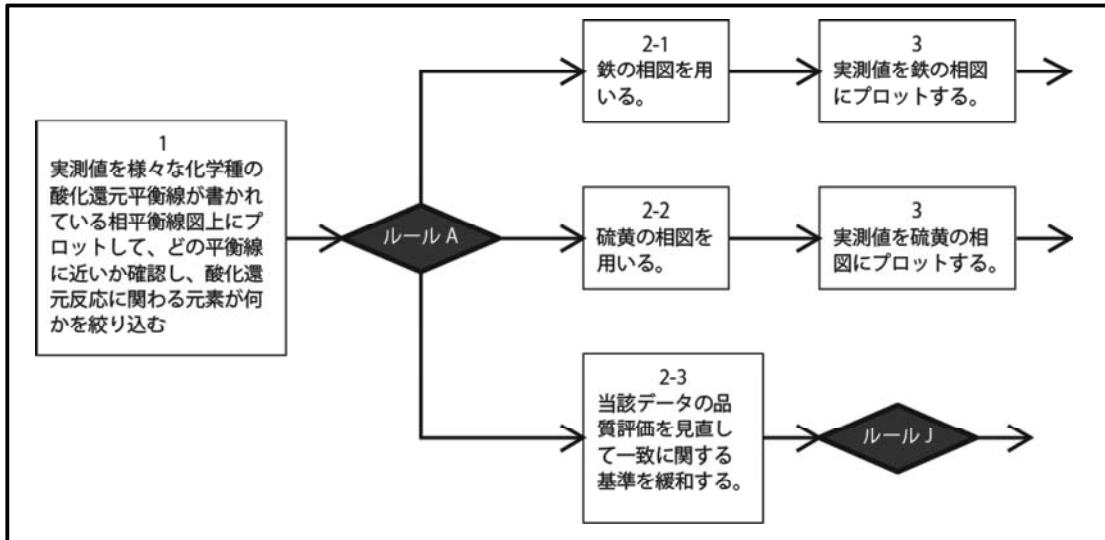 1
実測値を様々な化学種の
酸化還元平衡線が書かれ
ている相平衡線図上にプ
ロットして、どの平衡線
に近いか確認し、酸化還
元反応に関わる元素が何
かを絞り込む
ルール A
2-1
鉄の相図を用
いる。
3
実測値を鉄の相図
にプロットする。
2-2
硫黄の相図を
用いる。
3
実測値を硫黄の相
図にプロットする。
2-3
当該データの品
質評価を見直し
て一致に関する
基準を緩和する。
ルール J